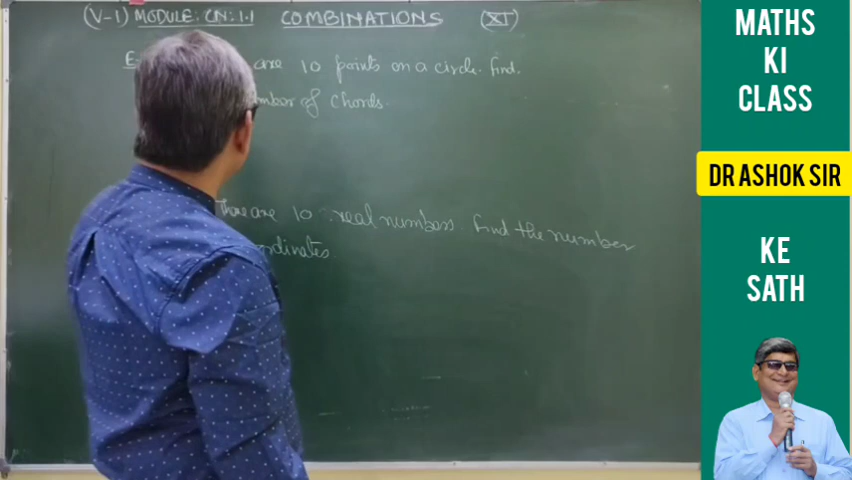 (V-1) MODULE: CN: 1.1 COMBINATIONS (XI)
E are 10 points on a circle. Find.
mber of chords.
There are 10 real numbers. Find the number
ordinates.
MATHS
KI
CLASS
DR ASHOK SIR
KE
SATH